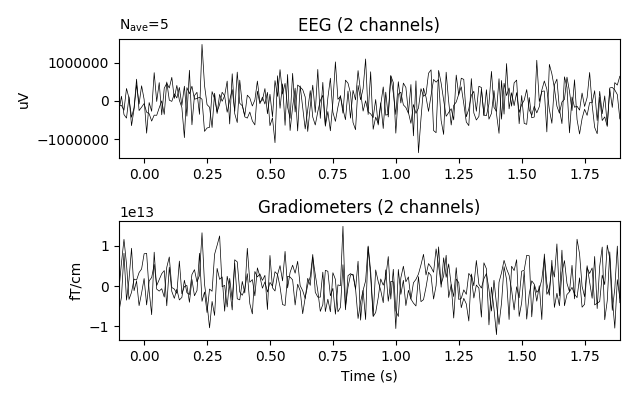 N_ave=5
EEG (2 channels)
1000000
0
−1000000
uV
0.00 0.25 0.50 0.75 1.00 1.25 1.50 1.75
1e13
Gradiometers (2 channels)
1
0
−1
fT/cm
0.00 0.25 0.50 0.75 1.00 1.25 1.50 1.75
Time (s)